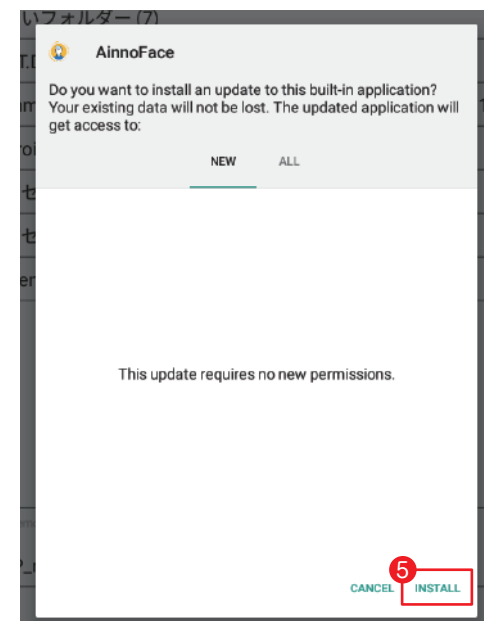 いフォルダー (7)
AinnoFace
Do you want to install an update to this built-in application?
Your existing data will not be lost. The updated application will
get access to:
NEW ALL
This update requires no new permissions.
5
CANCEL INSTALL